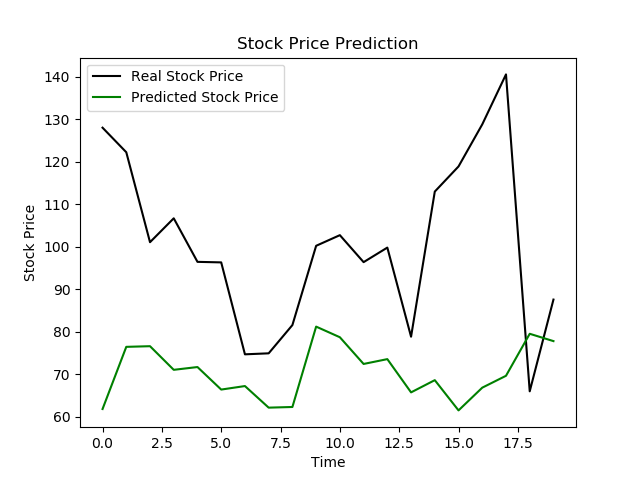 Stock Price Prediction
Real Stock Price
Predicted Stock Price
Stock Price
140
130
120
110
100
90
80
70
60
0.0 2.5 5.0 7.5 10.0 12.5 15.0 17.5
Time